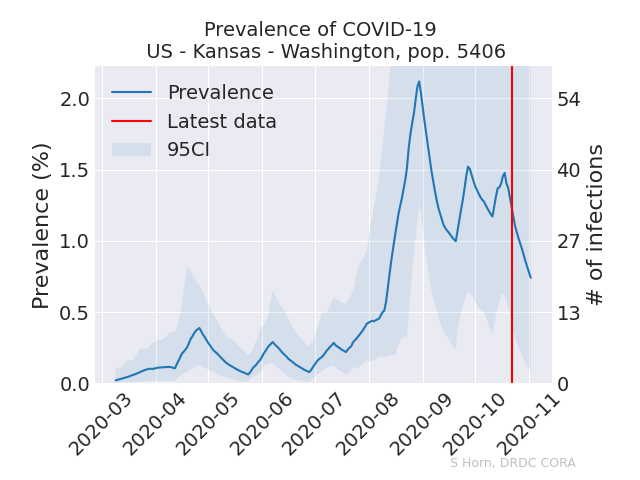 Prevalence of COVID-19
US - Kansas - Washington, pop. 5406
Prevalence
Latest data
95CI
Prevalence (%)
2.0
1.5
1.0
0.5
0.0
54
40
27
13
0
# of infections
2020-03
2020-04
2020-05
2020-06
2020-07
2020-08
2020-09
2020-10
2020-11
S Horn, DRDC CORA